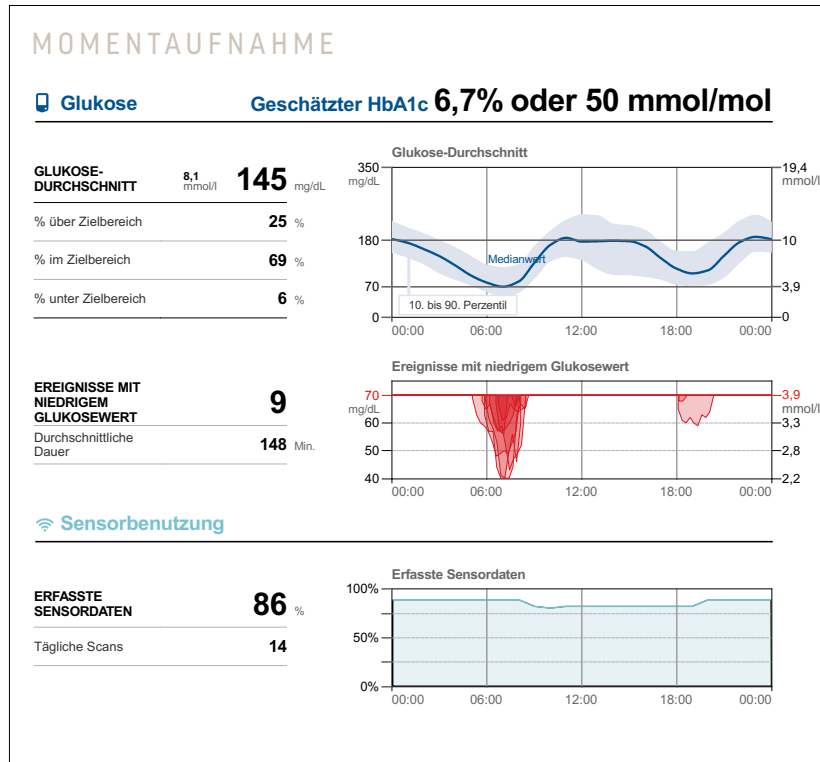 MOMENTAUFNAHME
Glukose
Geschätzter HbA1c 6,7% oder 50 mmol/mol
GLUKOSE-
DURCHSCHNITT
8,1
mmol/l
145 mg/dL
% über Zielbereich 25 %
% im Zielbereich 69 %
% unter Zielbereich 6 %
Glukose-Durchschnitt
350
mg/dL
180
70
0
19,4
mmol/l
10
3,9
0
Medianwert
10. bis 90. Perzentil
00:00 06:00 12:00 18:00 00:00
EREIGNISSE MIT
NIEDRIGEM
GLUKOSEWERT
9
Durchschnittliche
Dauer
148 Min.
Ereignisse mit niedrigem Glukosewert
70
mg/dL
60
50
40
3,9
mmol/l
3,3
2,8
2,2
00:00 06:00 12:00 18:00 00:00
Sensorbenutzung
ERFASSTE
SENSORDATEN
86 %
Tägliche Scans 14
Erfasste Sensordaten
100%
50%
0%
00:00 06:00 12:00 18:00 00:00